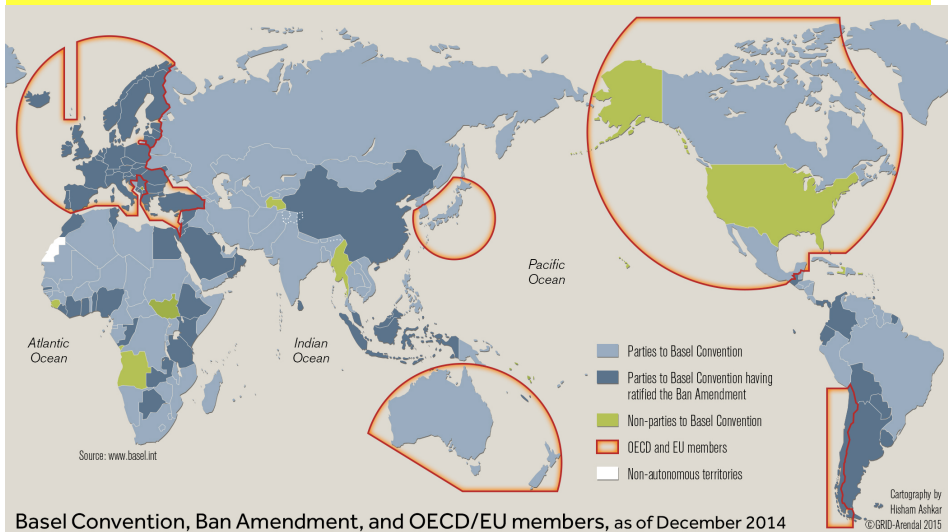 Pacific
Ocean
Atlantic
Ocean
Indian
Ocean
Parties to Basel Convention
Parties to Basel Convention having
ratified the Ban Amendment
Non-parties to Basel Convention
OECD and EU members
Non-autonomous territories
Source: www.basel.int
Cartography by
Hisham Ashkar
©GRID-Arendal 2015
Basel Convention, Ban Amendment, and OECD/EU members, as of December 2014